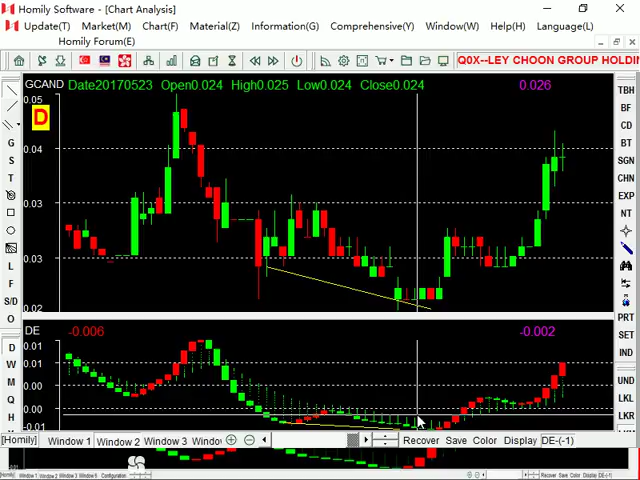 Homily Software - [Chart Analysis]
Update(T) Market(M) Chart(F) Material(Z) Information(G) Comprehensive(Y) Window(W) Help(H) Language(L)
Homily Forum(E)
Q0X--LEY CHOON GROUP HOLDIN
GCAND Date20170523 Open0.024 High0.025 Low0.024 Close0.024 0.026
0.05
D
0.04
0.03
0.03
0.02
DE -0.006 -0.002
0.01
0.01
0.00
0.00
-0.01
G
S
T
L
F
S/D
O
D
W
M
Q
H
TBH
BF
CD
BT
SGN
CHN
EXP
NT
PRT
SET
IND
UND
LKL
LKR
[Homily] Window 1 Window 2 Window 3 Windo Recover Save Color Display DE-(-1)